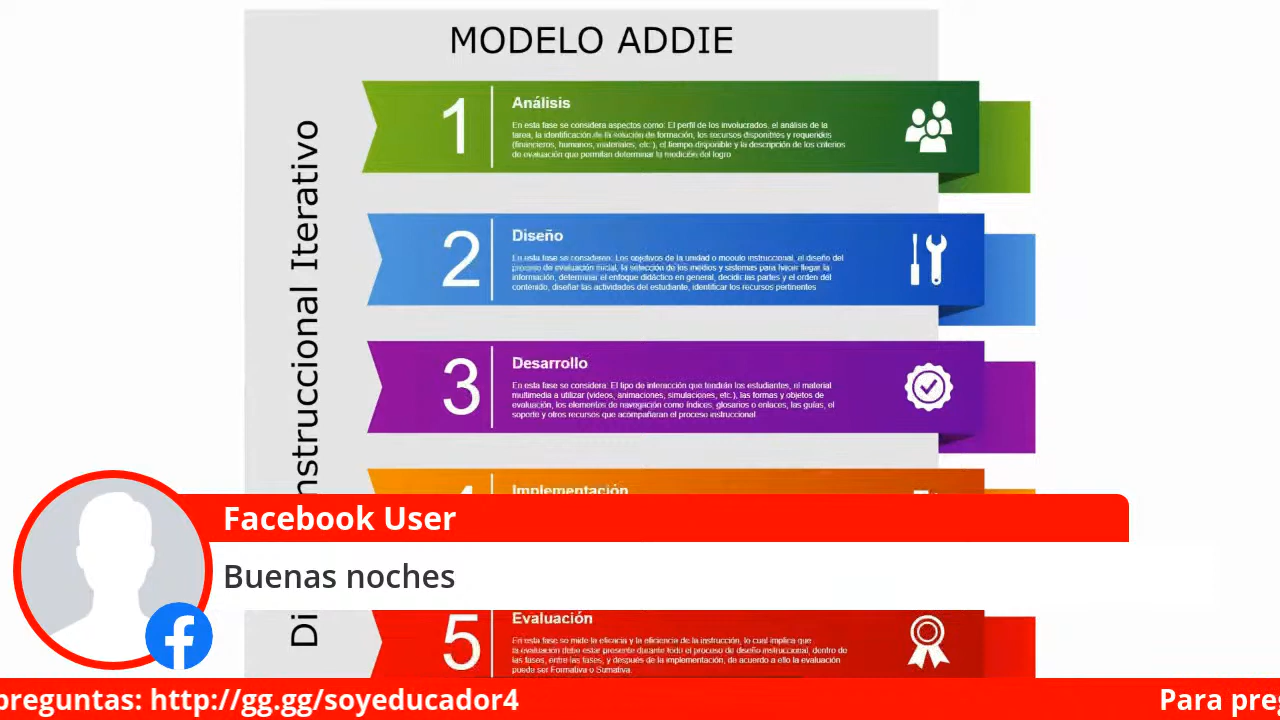 MODELO ADDIE
Di
nstruccional Iterativo
1
Análisis
En esta fase se considera aspectos como: El perfil de los involucrados, el análisis de la
tarea, la identificación de la solución de formación, los recursos disponibles y requeridos
(financieros, humanos, materiales, etc.), el tiempo disponible y la descripción de los criterios
de evaluación que permitan determinar la medición del logro
2
Diseño
En esta fase se consideren: Los objetivos de la unidad o modulo instruccional, el diseño del
proceso de evaluación inicial, la selección de los medios y sistemas para hacer llegar la
información, determinar el enfoque didáctico en general, decidir las partes y el orden del
contenido, diseñar las actividades del estudiante, identificar los recursos pertinentes
3
Desarrollo
En esta fase se considera: El tipo de interacción que tendrán los estudiantes, el material
multimedia a utilizar (videos, animaciones, simulaciones, etc.), las formas y objetos de
evaluación, los elementos de navegación como índices, glosarios o enlaces, las guías, el
soporte y otros recursos que acompañaran el proceso instruccional
Implementación
Facebook User
Buenas noches
5
Evaluación
En esta fase se mide la eficacia y la eficiencia de la instrucción, lo cual implica que
la evaluación debe estar presente durante todo el proceso de diseño instruccional, dentro de
las fases, entre las fases, y después de la implementación, de acuerdo a ello la evaluación
puede ser Formativa o Sumativa.
preguntas: http://gg.gg/soyeducador4
Para preg